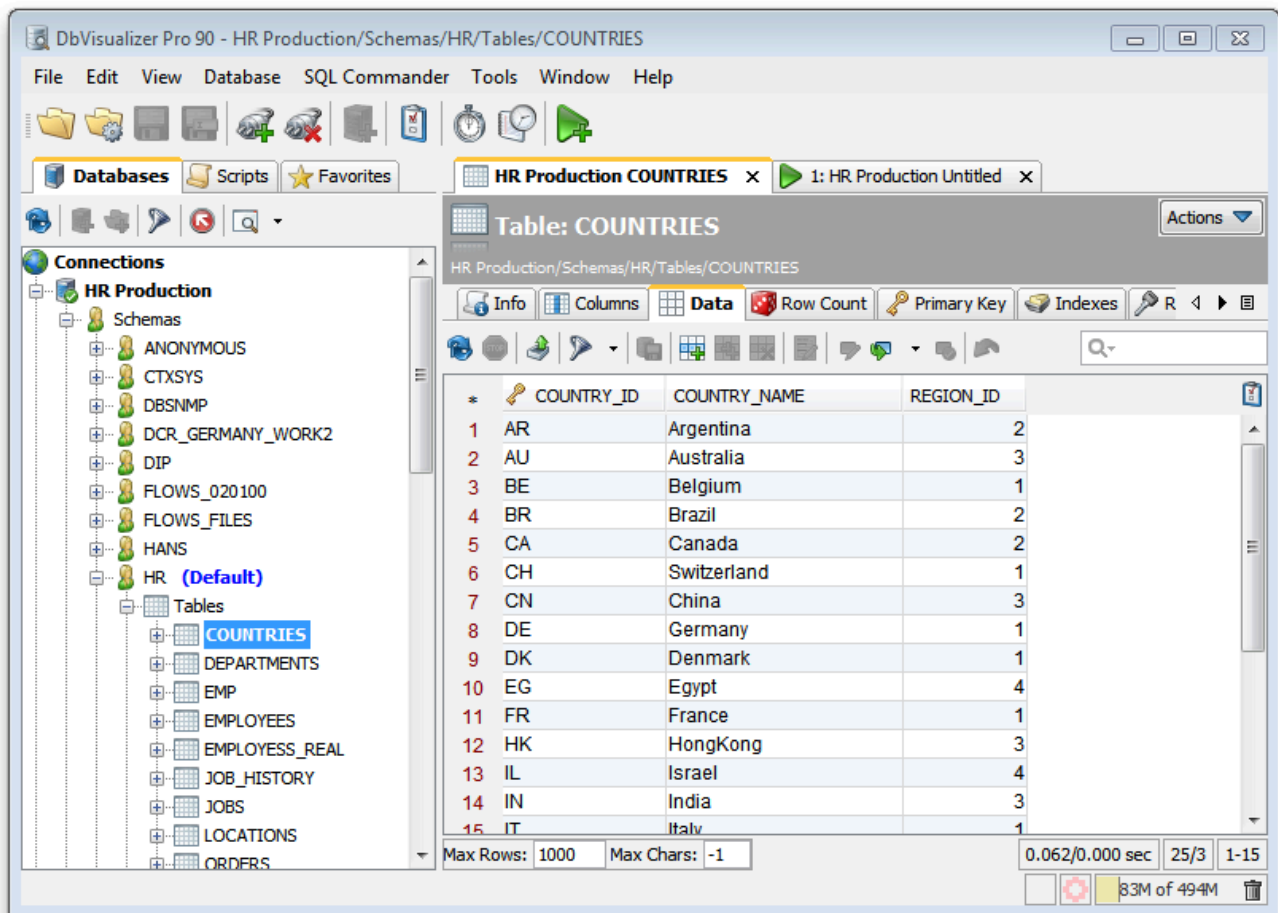 DbVisualizer Pro 90 - HR Production/Schemas/HR/Tables/COUNTRIES
File Edit View Database SQL Commander Tools Window Help
Databases Scripts Favorites
Connections
HR Production
Schemas
ANONYMOUS
CTXSYS
DBSNMP
DCR_GERMANY_WORK2
DIP
FLOWS_020100
FLOWS_FILES
HANS
HR (Default)
Tables
COUNTRIES
DEPARTMENTS
EMP
EMPLOYEES
EMPLOYESS_REAL
JOB_HISTORY
JOBS
LOCATIONS
ORDERS
HR Production COUNTRIES x 1: HR Production Untitled x
Table: COUNTRIES Actions
HR Production/Schemas/HR/Tables/COUNTRIES
Info Columns Data Row Count Primary Key Indexes R
* COUNTRY_ID COUNTRY_NAME REGION_ID
1 AR Argentina 2
2 AU Australia 3
3 BE Belgium 1
4 BR Brazil 2
5 CA Canada 2
6 CH Switzerland 1
7 CN China 3
8 DE Germany 1
9 DK Denmark 1
10 EG Egypt 4
11 FR France 1
12 HK HongKong 3
13 IL Israel 4
14 IN India 3
15 IT Italy 1
Max Rows: 1000 Max Chars: -1 0.062/0.000 sec 25/3 1-15
83M of 494M